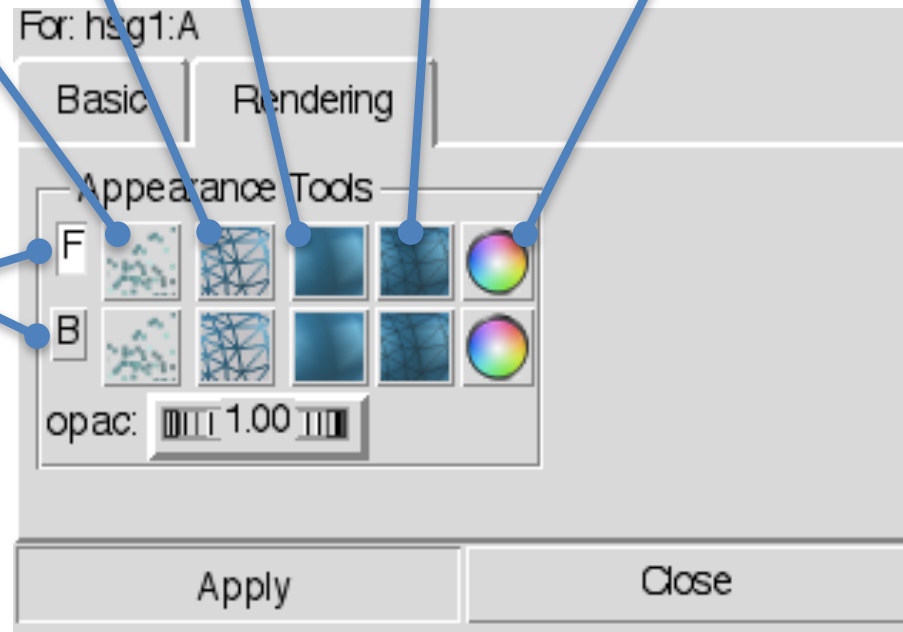 For: hsg1:A
Basic Rendering
Appearance Tools
F
B
opac: 1.00
Apply Close